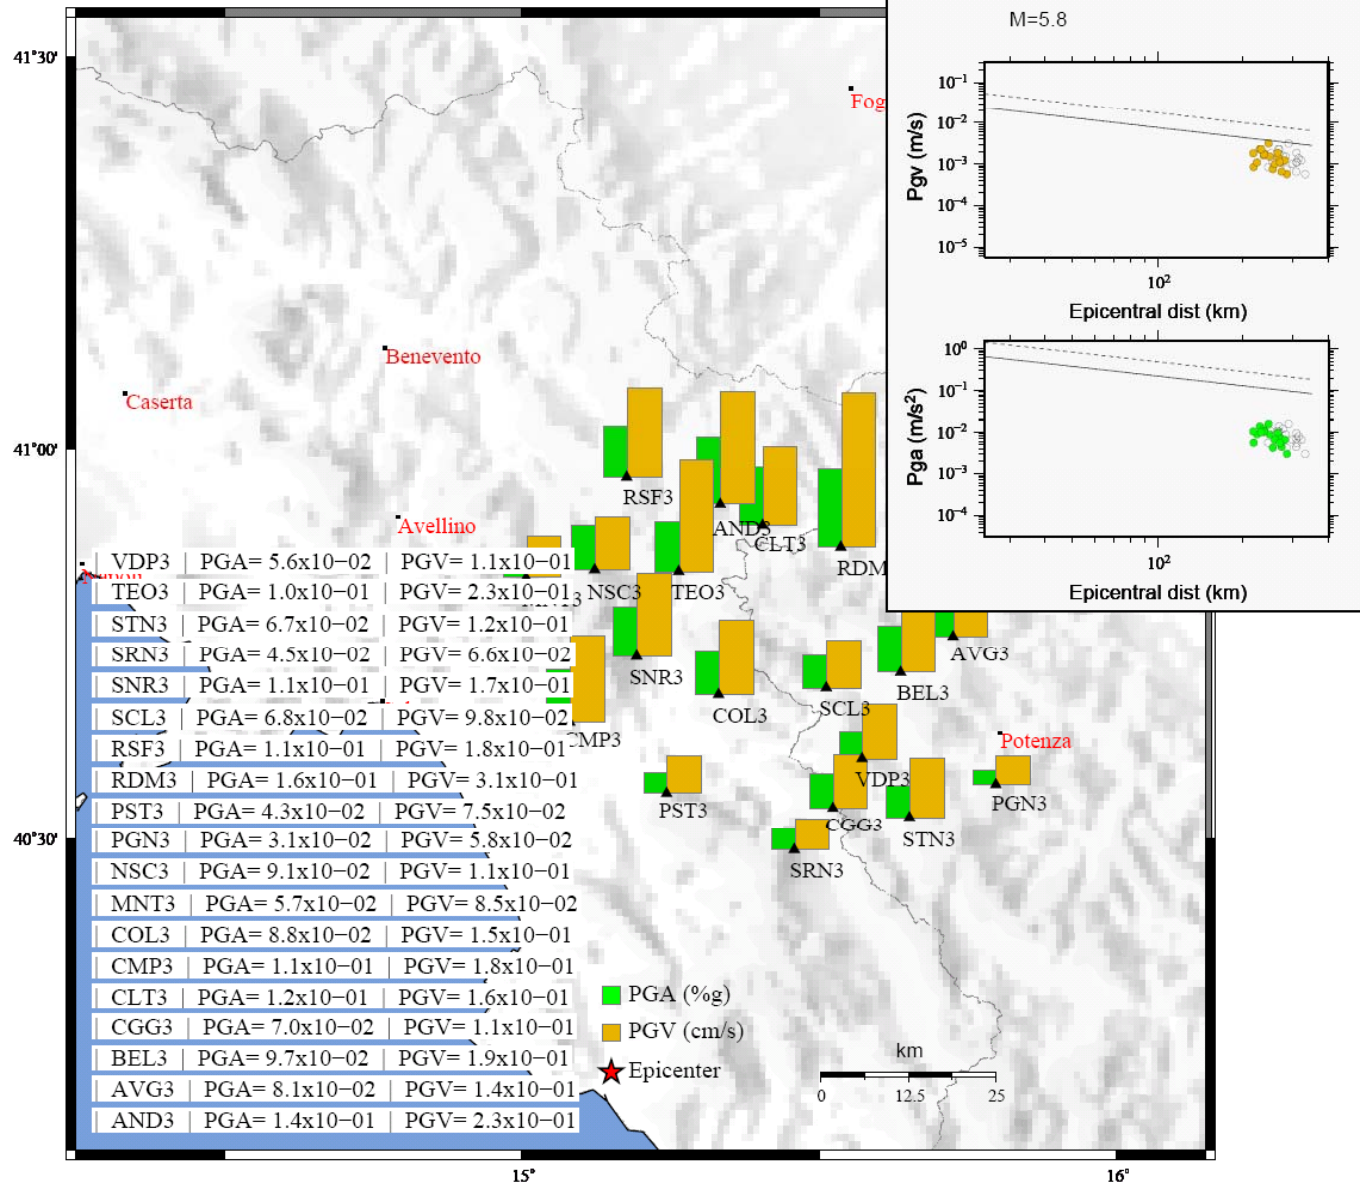 M=5.8
41°30'
Pgv (m/s)
10⁻¹
10⁻²
10⁻³
10⁻⁴
10⁻⁵
10²
Epicentral dist (km)
Pga (m/s²)
10⁰
10⁻¹
10⁻²
10⁻³
10⁻⁴
10²
Epicentral dist (km)
Fog
Benevento
Caserta
41°00'
RSF3
Avellino
AND3
CLT3
RDM
NSC3
TEO3
AVG3
SNR3
BEL3
COL3
SCL3
CMP3
Potenza
VDP3
PST3
PGN3
CGG3
STN3
40°30'
SRN3
| VDP3 | PGA= 5.6x10−02 | PGV= 1.1x10−01
| TEO3 | PGA= 1.0x10−01 | PGV= 2.3x10−01
| STN3 | PGA= 6.7x10−02 | PGV= 1.2x10−01
| SRN3 | PGA= 4.5x10−02 | PGV= 6.6x10−02
| SNR3 | PGA= 1.1x10−01 | PGV= 1.7x10−01
| SCL3 | PGA= 6.8x10−02 | PGV= 9.8x10−02
| RSF3 | PGA= 1.1x10−01 | PGV= 1.8x10−01
| RDM3 | PGA= 1.6x10−01 | PGV= 3.1x10−01
| PST3 | PGA= 4.3x10−02 | PGV= 7.5x10−02
| PGN3 | PGA= 3.1x10−02 | PGV= 5.8x10−02
| NSC3 | PGA= 9.1x10−02 | PGV= 1.1x10−01
| MNT3 | PGA= 5.7x10−02 | PGV= 8.5x10−02
| COL3 | PGA= 8.8x10−02 | PGV= 1.5x10−01
| CMP3 | PGA= 1.1x10−01 | PGV= 1.8x10−01
| CLT3 | PGA= 1.2x10−01 | PGV= 1.6x10−01
| CGG3 | PGA= 7.0x10−02 | PGV= 1.1x10−01
| BEL3 | PGA= 9.7x10−02 | PGV= 1.9x10−01
| AVG3 | PGA= 8.1x10−02 | PGV= 1.4x10−01
| AND3 | PGA= 1.4x10−01 | PGV= 2.3x10−01
PGA (%g)
PGV (cm/s)
Epicenter
km
0 12.5 25
15° 16°